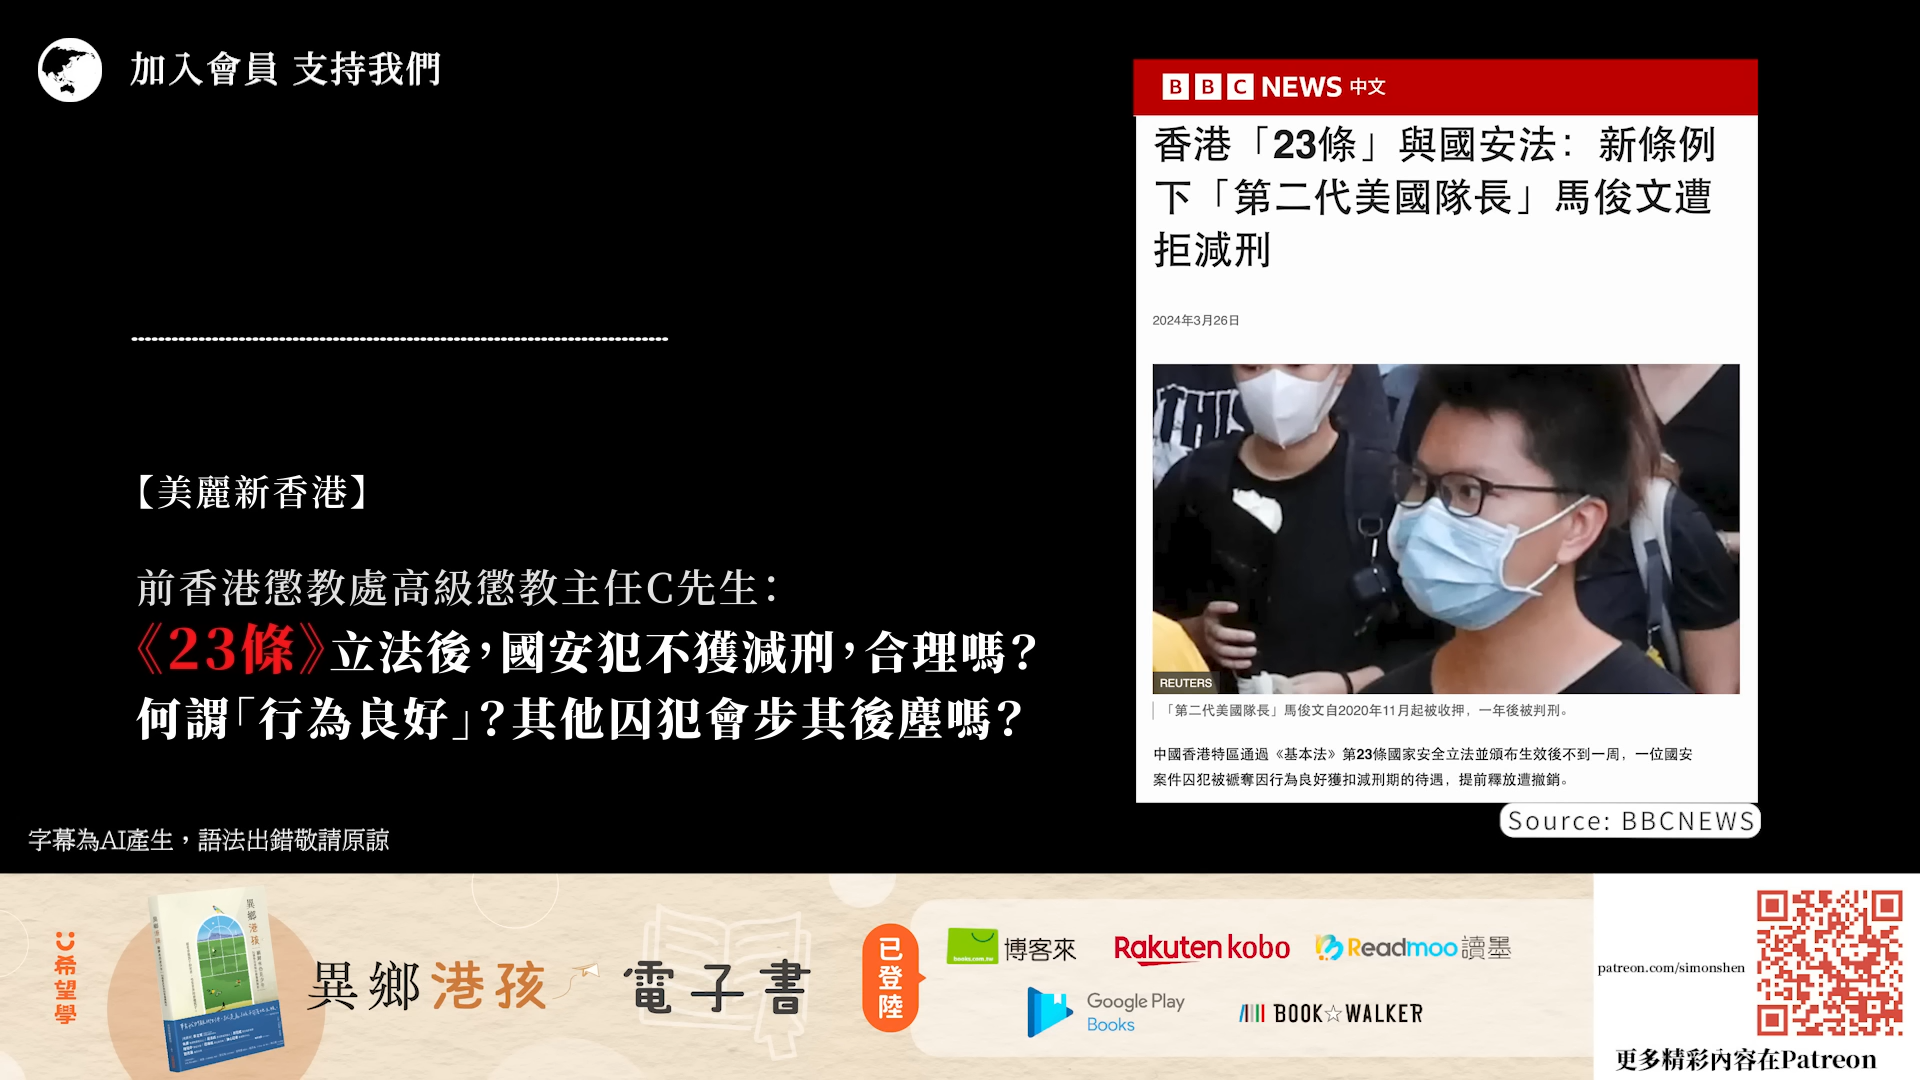 加入會員 支持我們
BBC NEWS 中文
香港「23條」與國安法：新條例
下「第二代美國隊長」馬俊文遭
拒減刑
2024年3月26日
THIS
REUTERS
「第二代美國隊長」馬俊文自2020年11月起被收押，一年後被判刑。
中國香港特區通過《基本法》第23條國家安全立法並頒布生效後不到一周，一位國安
案件囚犯被褫奪因行為良好獲扣減刑期的待遇，提前釋放遭撤銷。
Source: BBCNEWS
【美麗新香港】
前香港懲教處高級懲教主任C先生：
《23條》立法後，國安犯不獲減刑，合理嗎？
何謂「行為良好」？其他囚犯會步其後塵嗎？
字幕為AI產生，語法出錯敬請原諒
希望學
異鄉港孩
異鄉港孩 電子書
已登陸
books.com.tw
博客來
Rakuten kobo
Readmoo 讀墨
Google Play
Books
BOOK☆WALKER
patreon.com/simonshen
更多精彩內容在Patreon